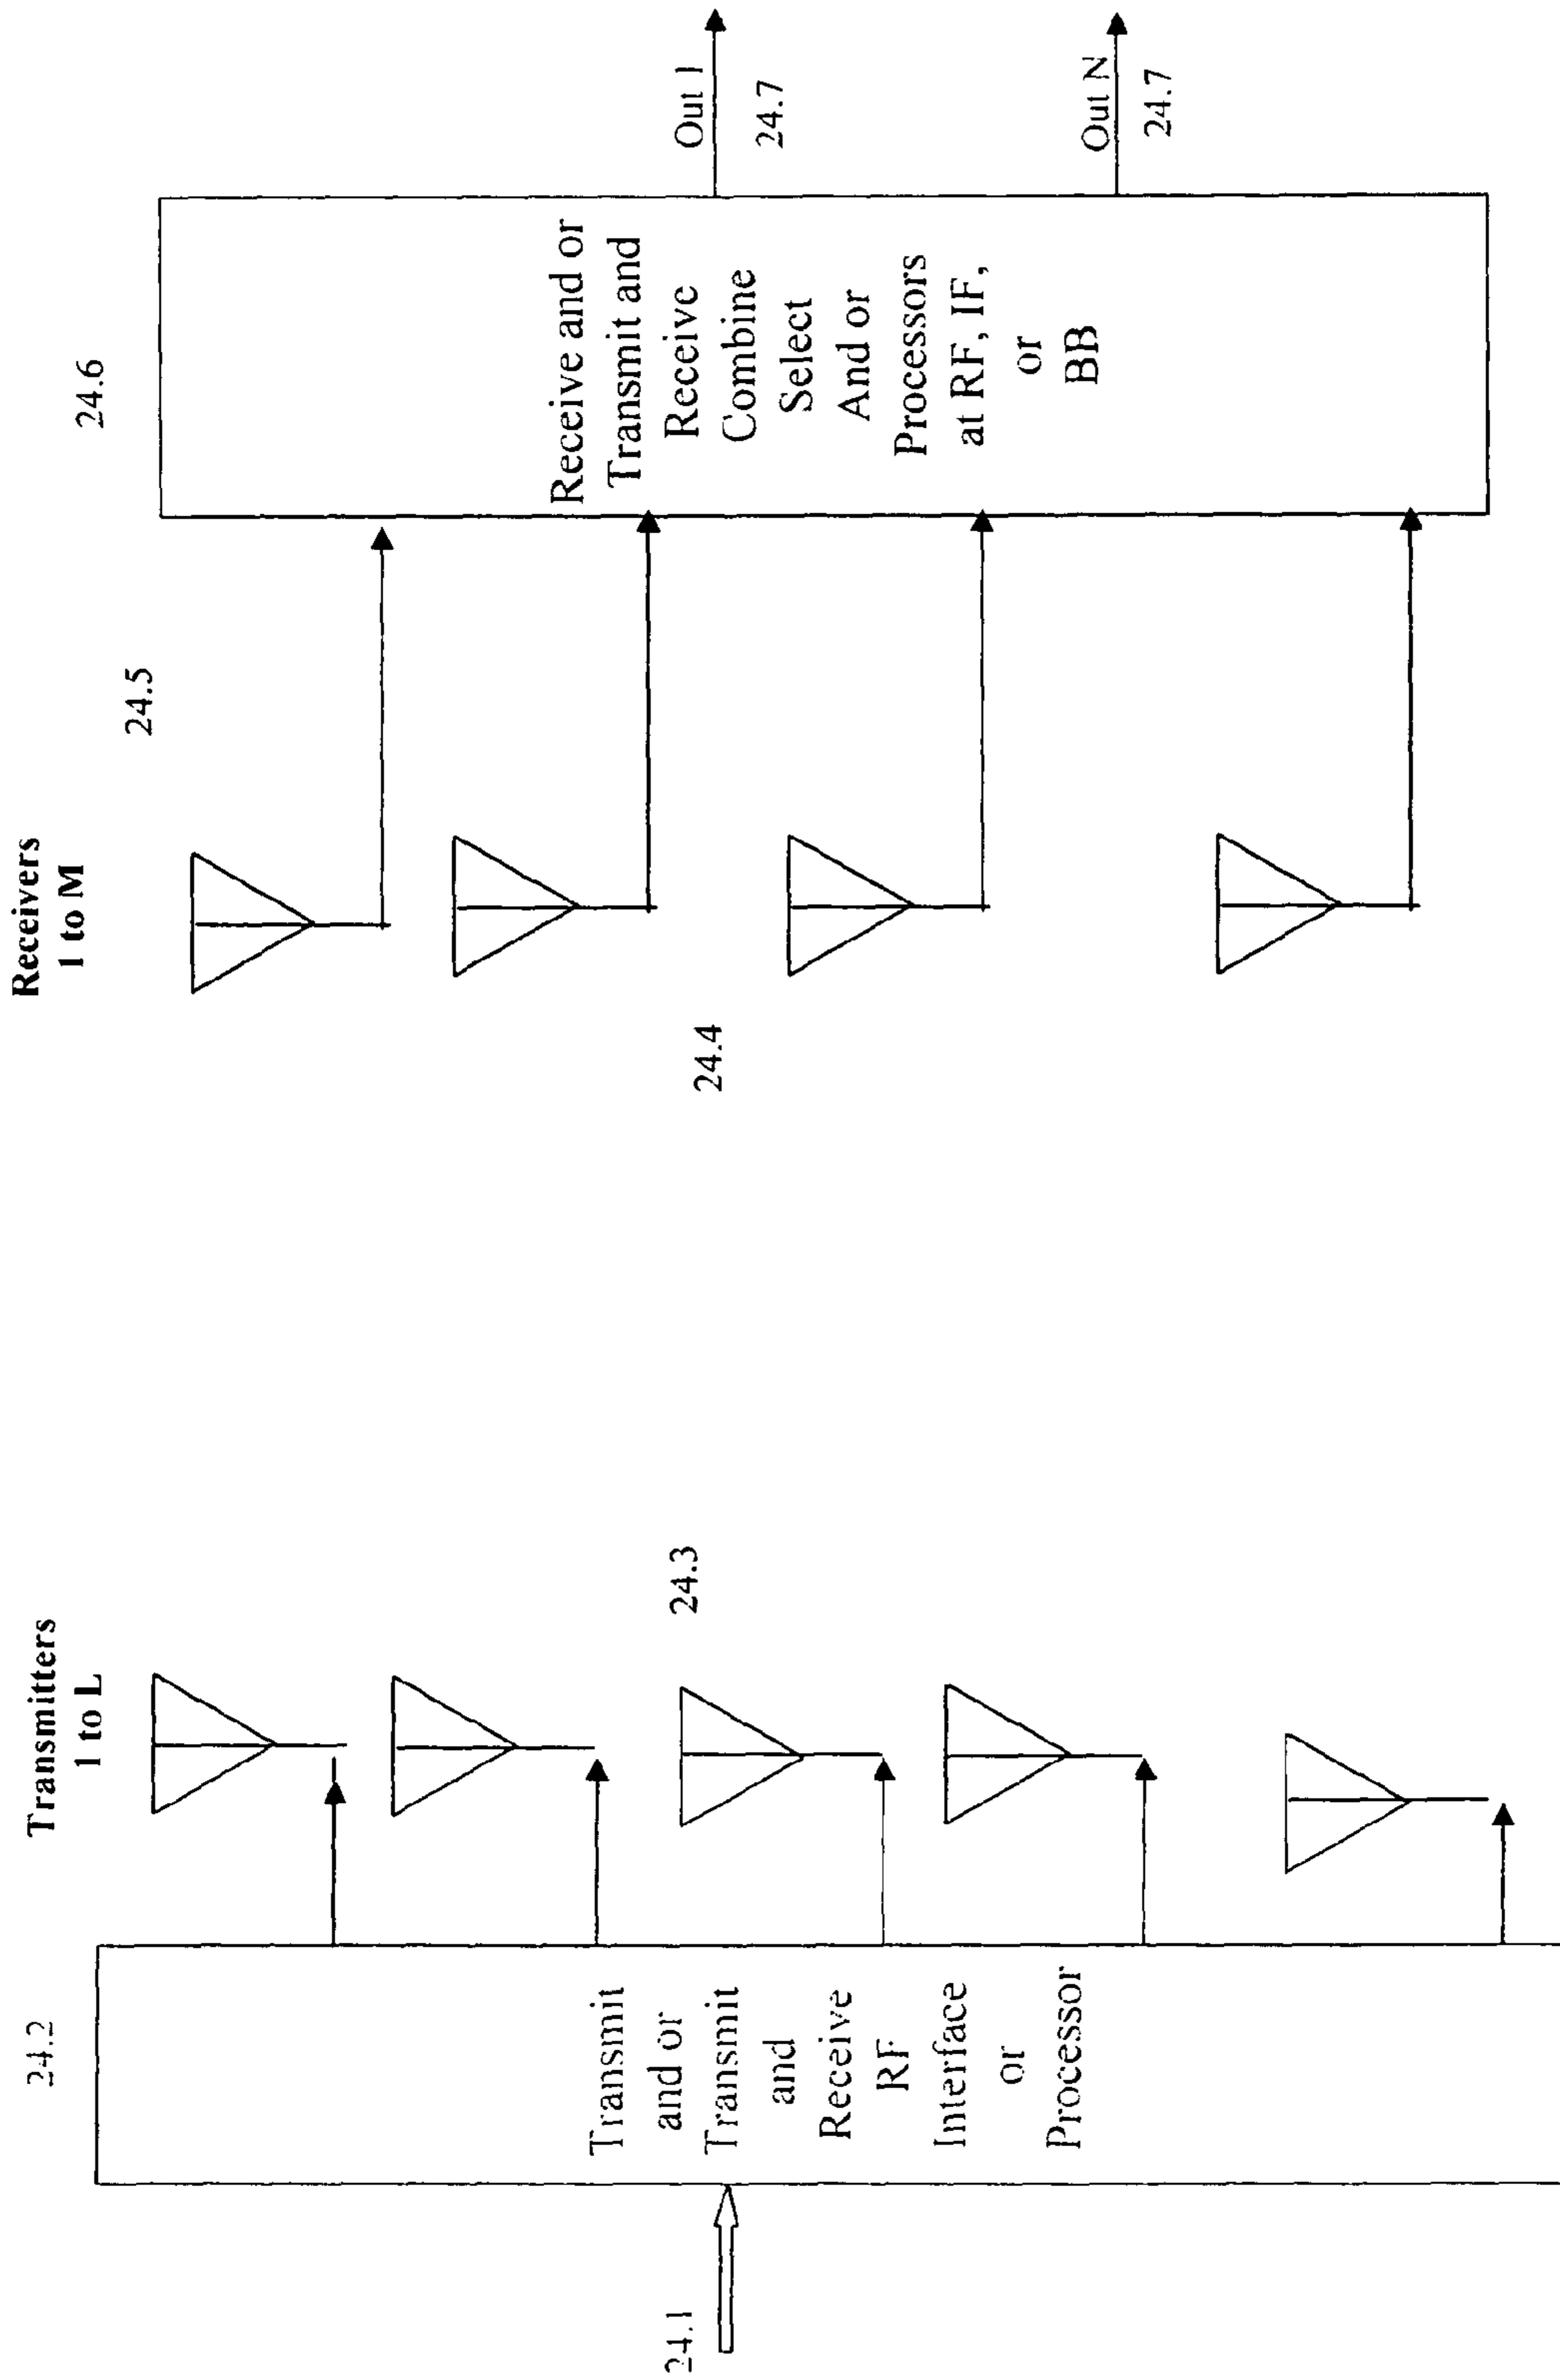 24.1
24.2
Transmit
and or
Transmit
and
Receive
RF
Interface
or
Processor
Transmitters
1 to L
24.3
24.4
Receivers
1 to M
24.5
24.6
Receive and or
Transmit and
Receive
Combine
Select
And or
Processors
at RF, IF,
or
BB
Out 1
24.7
Out N
24.7